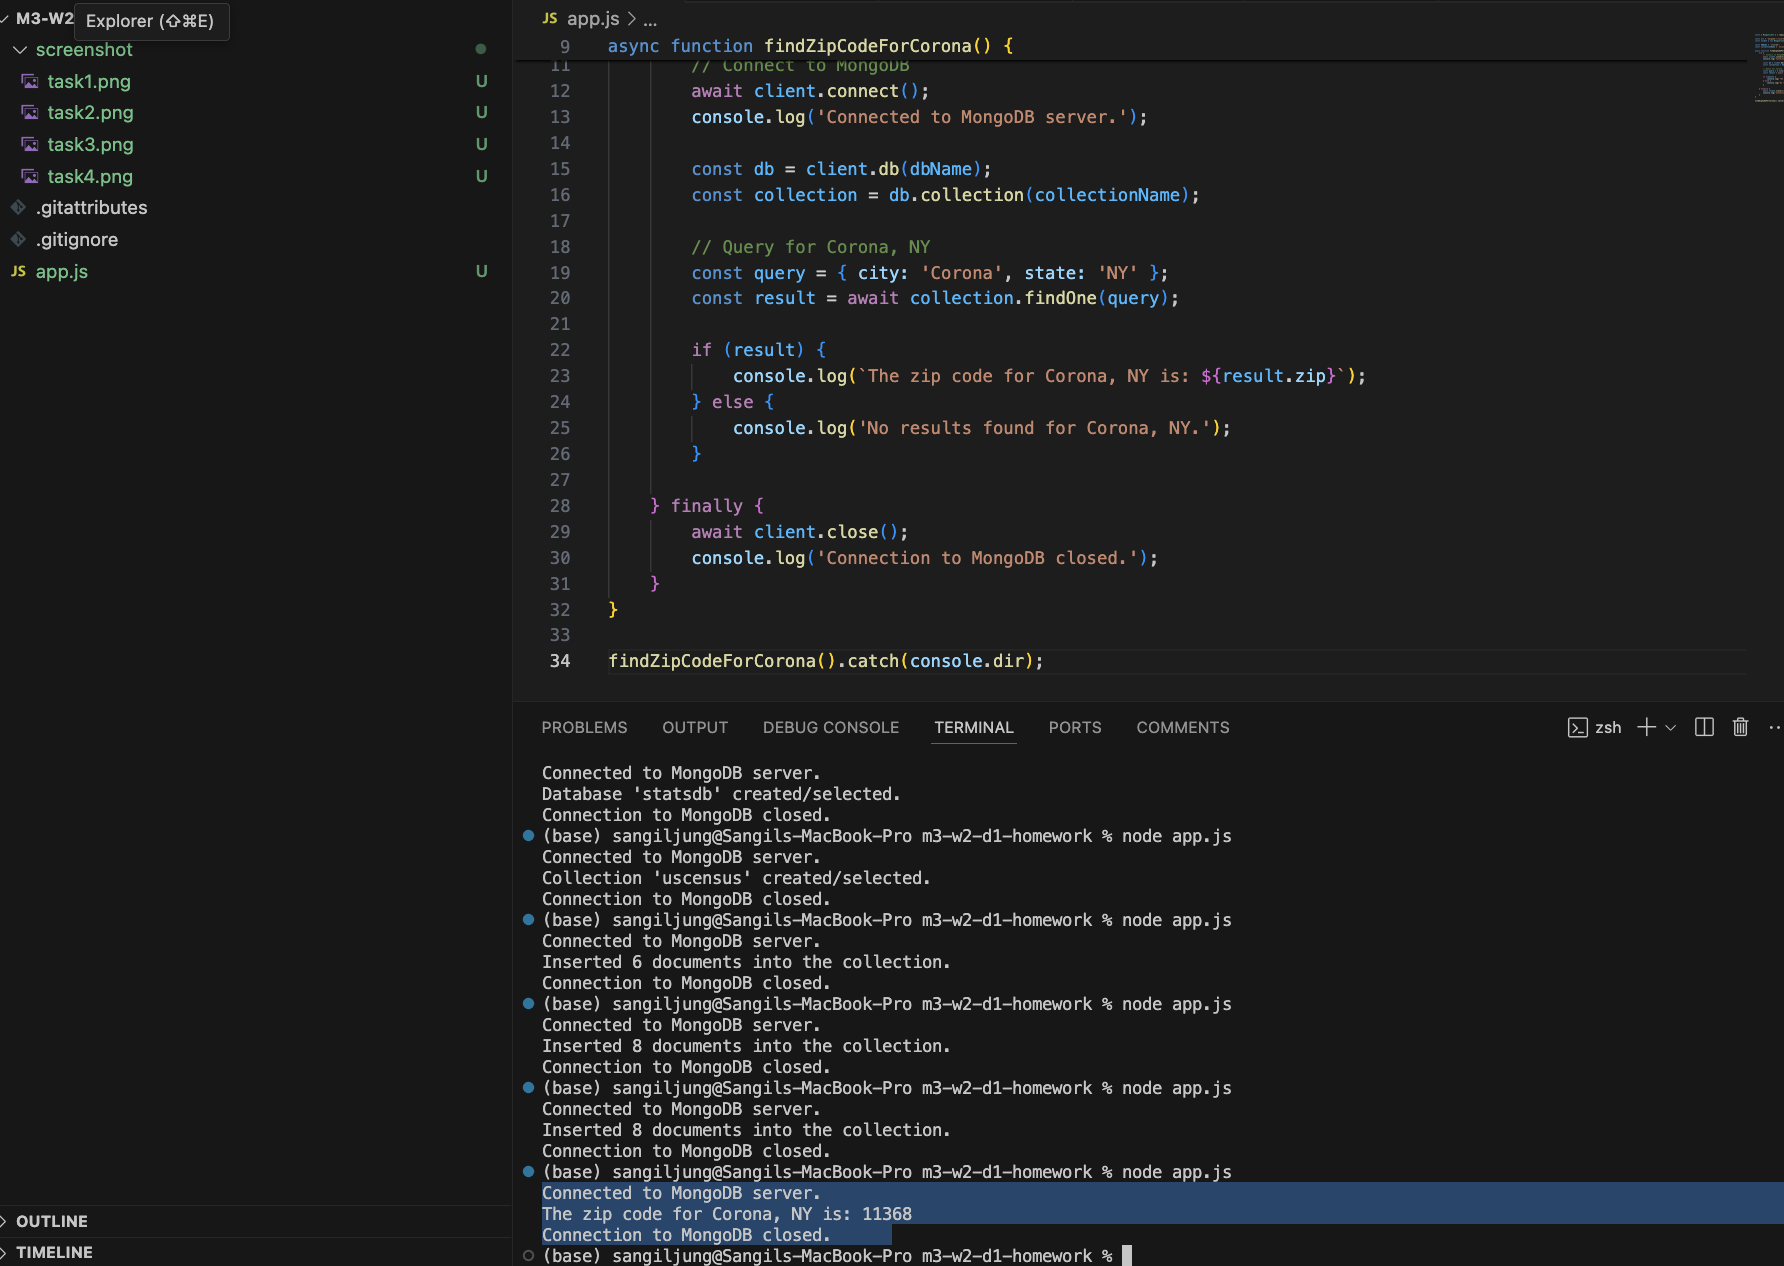 M3-W2
Explorer (⇧⌘E)
screenshot
task1.png U
task2.png U
task3.png U
task4.png U
.gitattributes
.gitignore
JS app.js U
OUTLINE
TIMELINE
JS app.js > ...
9 async function findZipCodeForCorona() {
11 // Connect to MongoDB
12 await client.connect();
13 console.log('Connected to MongoDB server.');
14
15 const db = client.db(dbName);
16 const collection = db.collection(collectionName);
17
18 // Query for Corona, NY
19 const query = { city: 'Corona', state: 'NY' };
20 const result = await collection.findOne(query);
21
22 if (result) {
23 console.log(`The zip code for Corona, NY is: ${result.zip}`);
24 } else {
25 console.log('No results found for Corona, NY.');
26 }
27
28 } finally {
29 await client.close();
30 console.log('Connection to MongoDB closed.');
31 }
32 }
33
34 findZipCodeForCorona().catch(console.dir);
PROBLEMS OUTPUT DEBUG CONSOLE TERMINAL PORTS COMMENTS zsh
Connected to MongoDB server.
Database 'statsdb' created/selected.
Connection to MongoDB closed.
(base) sangiljung@Sangils-MacBook-Pro m3-w2-d1-homework % node app.js
Connected to MongoDB server.
Collection 'uscensus' created/selected.
Connection to MongoDB closed.
(base) sangiljung@Sangils-MacBook-Pro m3-w2-d1-homework % node app.js
Connected to MongoDB server.
Inserted 6 documents into the collection.
Connection to MongoDB closed.
(base) sangiljung@Sangils-MacBook-Pro m3-w2-d1-homework % node app.js
Connected to MongoDB server.
Inserted 8 documents into the collection.
Connection to MongoDB closed.
(base) sangiljung@Sangils-MacBook-Pro m3-w2-d1-homework % node app.js
Connected to MongoDB server.
Inserted 8 documents into the collection.
Connection to MongoDB closed.
(base) sangiljung@Sangils-MacBook-Pro m3-w2-d1-homework % node app.js
Connected to MongoDB server.
The zip code for Corona, NY is: 11368
Connection to MongoDB closed.
(base) sangiljung@Sangils-MacBook-Pro m3-w2-d1-homework %